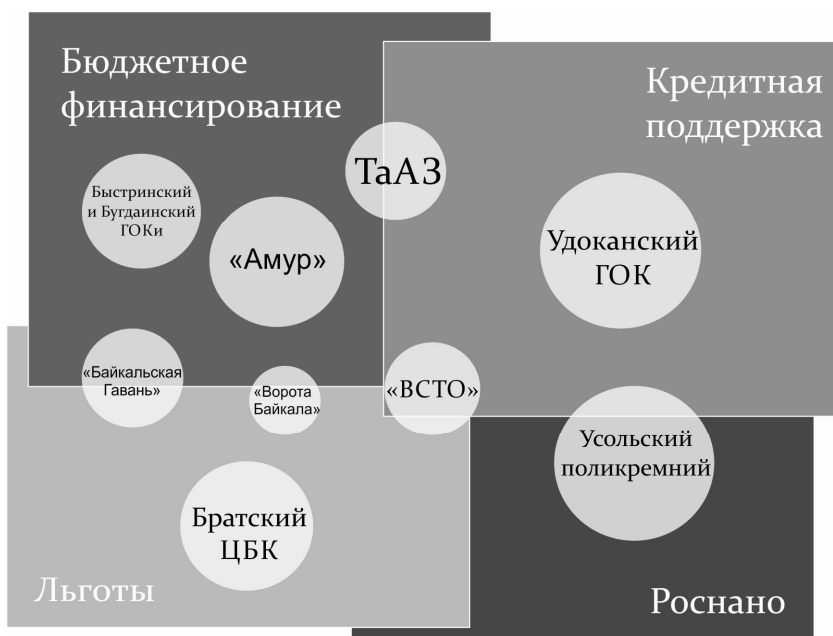 Бюджетное
финансирование
Кредитная
поддержка
ТаАЗ
Быстринский
и Бугдаинский
ГОКи
«Амур»
Удоканский
ГОК
«Байкальская
Гавань»
«Ворота
Байкала»
«ВСТО»
Усольский
поликремний
Братский
ЦБК
Льготы
Роснано